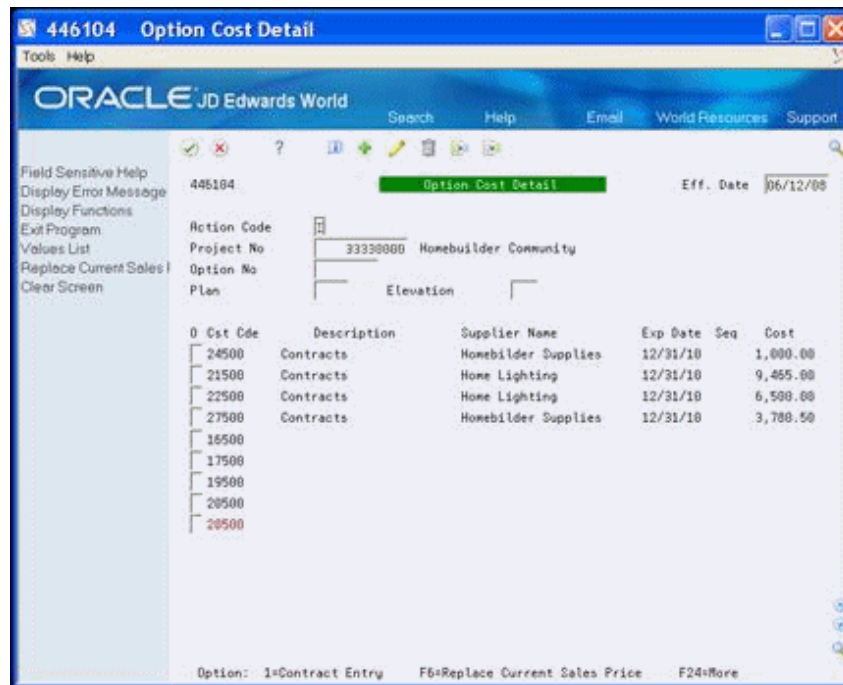 446104 Option Cost Detail
Tools Help
ORACLE JD Edwards World
Search Help Email World Resources Support
Field Sensitive Help
Display Error Message
Display Functions
Exit Program
Values List
Replace Current Sales
Clear Screen
446104 Option Cost Detail Eff. Date 06/12/08
Action Code I
Project No 33330000 Homebuilder Community
Option No
Plan Elevation
O Cst Cde Description Supplier Name Exp Date Seq Cost
24500 Contracts Homebilder Supplies 12/31/10 1,000.00
21500 Contracts Home Lighting 12/31/10 9,465.00
22500 Contracts Home Lighting 12/31/10 6,500.00
27500 Contracts Homebilder Supplies 12/31/10 3,780.50
16500
17500
19500
20500
20500
Option: 1=Contract Entry F6=Replace Current Sales Price F24=More